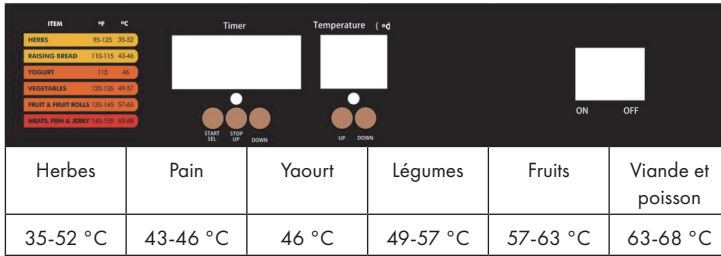 ITEM °F °C
HERBS 95-125 35-52
RAISING BREAD 110-115 43-46
YOGURT 115 46
VEGETABLES 120-135 49-57
FRUIT & FRUIT ROLLS 135-145 57-63
MEATS, FISH & JERKY 145-155 63-68
Timer
START SEL
STOP UP
DOWN
Temperature (°c)
UP DOWN
ON OFF
Herbes Pain Yaourt Légumes Fruits Viande et poisson
35-52 °C 43-46 °C 46 °C 49-57 °C 57-63 °C 63-68 °C